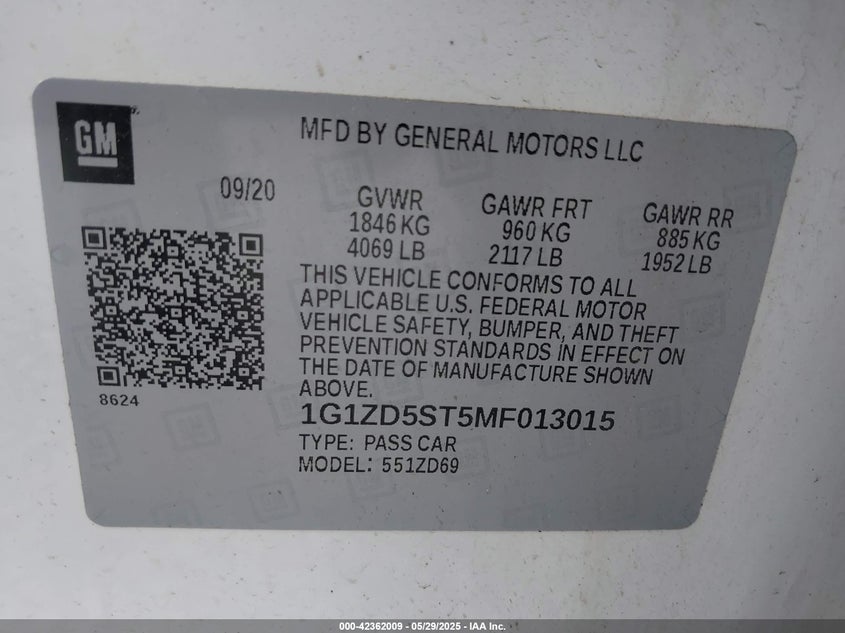 GM
MFD BY GENERAL MOTORS LLC
09/20
GVWR
1846 KG
4069 LB
GAWR FRT
960 KG
2117 LB
GAWR RR
885 KG
1952 LB
THIS VEHICLE CONFORMS TO ALL
APPLICABLE U.S. FEDERAL MOTOR
VEHICLE SAFETY, BUMPER, AND THEFT
PREVENTION STANDARDS IN EFFECT ON
THE DATE OF MANUFACTURE SHOWN
ABOVE.
8624
1G1ZD5ST5MF013015
TYPE: PASS CAR
MODEL: 551ZD69
000-42362009 - 05/29/2025 - IAA Inc.